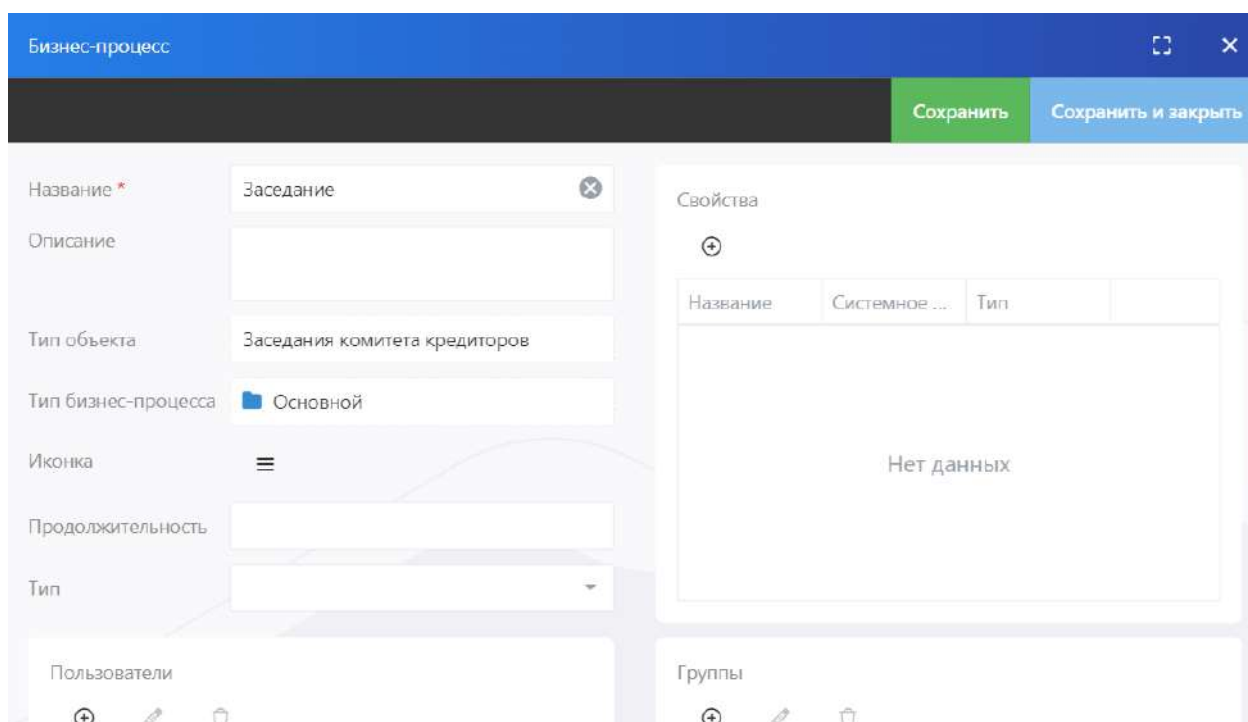 Бизнес-процесс
Сохранить
Сохранить и закрыть
Название *
Заседание
Описание
Тип объекта
Заседания комитета кредиторов
Тип бизнес-процесса
Основной
Иконка
Продолжительность
Тип
Свойства
Название
Системное ...
Тип
Нет данных
Пользователи
Группы